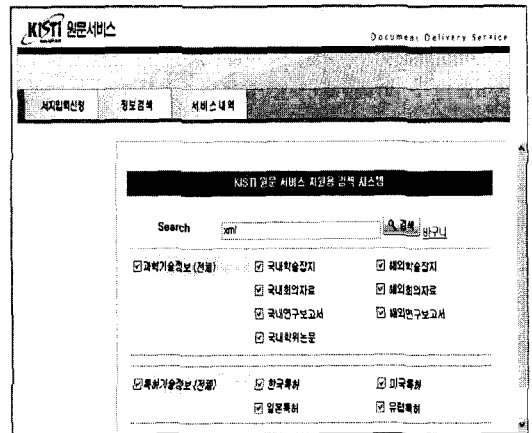 KISTI 원문서비스
Document Delivery Service
서지입력신청 정보검색 서비스내역
KISTI 원문 서비스 지원용 검색 시스템
Search xml 검색 바구니
과학기술정보 (전체) 국내학술잡지 해외학술잡지
국내회의자료 해외회의자료
국내연구보고서 해외연구보고서
국내학위논문
특허기술정보 (전체) 한국특허 미국특허
일본특허 유럽특허